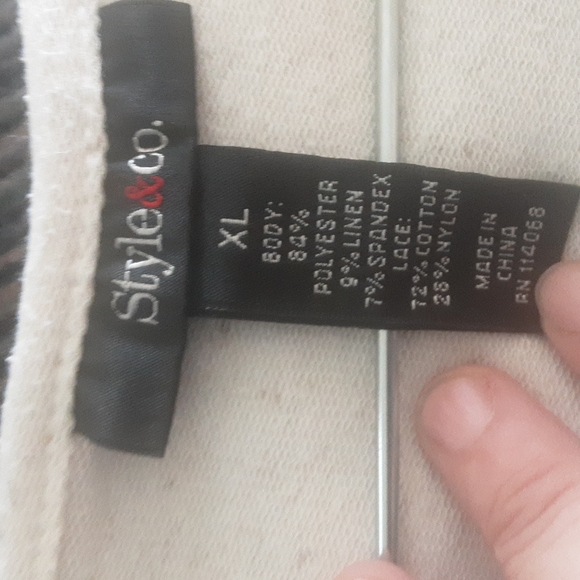 Style&co.
XL
BODY:
84%
POLYESTER
9% LINEN
7% SPANDEX
LACE:
72% COTTON
28% NYLON
MADE IN
CHINA
RN 114068